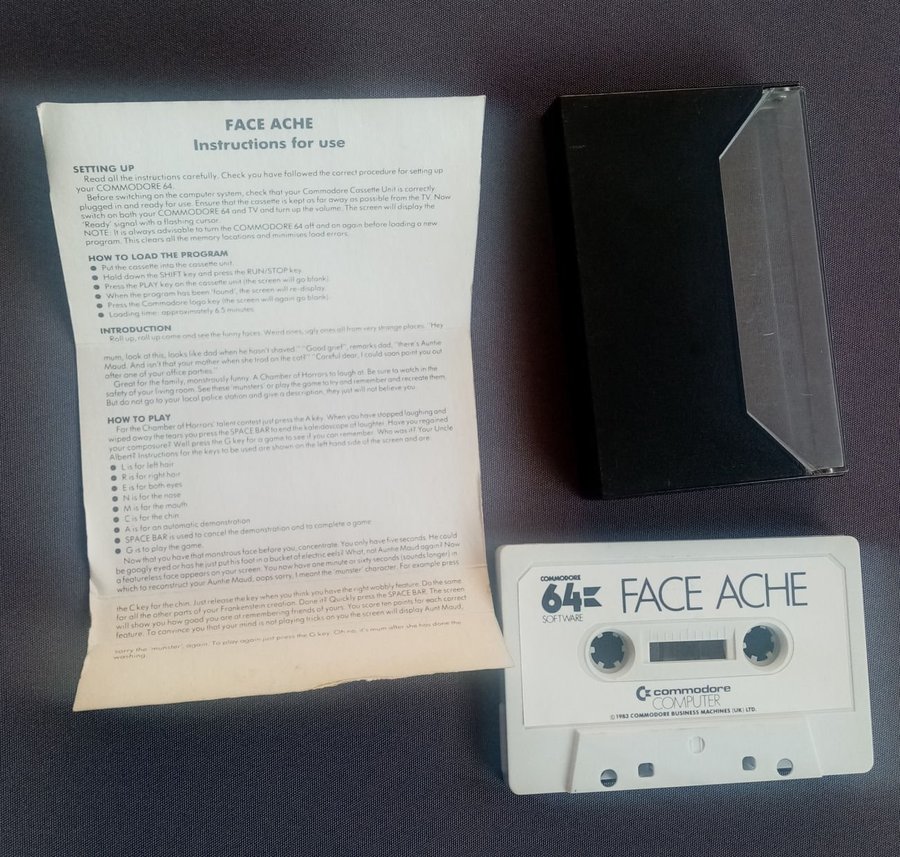 FACE ACHE
Instructions for use
SETTING UP
Read all the instructions carefully. Check you have followed the correct procedure for setting up
your COMMODORE 64.
Before switching on the computer system, check that your Commodore Cassette Unit is correctly
plugged in and ready for use. Ensure that the cassette is kept as far away as possible from the TV. Now
switch on both your COMMODORE 64 and TV and turn up the volume. The screen will display the
'Ready' signal with a flashing cursor.
NOTE: It is always advisable to turn the COMMODORE 64 off and on again before loading a new
program. This clears all the memory locations and minimises load errors.
HOW TO LOAD THE PROGRAM
● Put the cassette into the cassette unit.
● Hold down the SHIFT key and press the RUN/STOP key.
● Press the PLAY key on the cassette unit (the screen will go blank).
● When the program has been 'found', the screen will re-display.
● Press the Commodore logo key (the screen will again go blank).
● Loading time: approximately 6.5 minutes.
INTRODUCTION
Roll up, roll up come and see the funny faces. Weird ones, ugly ones all from very strange places. "Hey
mum, look at this, looks like dad when he hasn't shaved." "Good grief", remarks dad, "there's Auntie
Maud. And isn't that your mother when she trod on the cat?" "Careful dear, I could soon point you out
after one of your office parties."
Great for the family, monstrously funny. A Chamber of Horrors to laugh at. Be sure to watch in the
safety of your living room. See these 'munsters' or play the game to try and remember and recreate them.
But do not go to your local police station and give a description, they just will not believe you.
HOW TO PLAY
For the Chamber of Horrors' talent contest just press the A key. When you have stopped laughing and
wiped away the tears you press the SPACE BAR to end the kaleidoscope of laughter. Have you regained
your composure? Well press the G key for a game to see if you can remember. Who was it? Your Uncle
Albert? Instructions for the keys to be used are shown on the left hand side of the screen and are:
● L is for left hair
● R is for right hair
● E is for both eyes
● N is for the nose
● M is for the mouth
● C is for the chin
● A is for an automatic demonstration
● SPACE BAR is used to cancel the demonstration and to complete a game
● G is to play the game.
Now that you have that monstrous face before you, concentrate. You only have five seconds. He could
be googly eyed or has he just put his foot in a bucket of electric eels? What, not Auntie Maud again? Now
a featureless face appears on your screen. You now have one minute or sixty seconds (sounds longer) in
which to reconstruct your Auntie Maud, oops sorry, I meant the 'munster' character. For example press
the C key for the chin. Just release the key when you think you have the right wobbly feature. Do the same
for all the other parts of your Frankenstein creation. Done it? Quickly press the SPACE BAR. The screen
will show you how good you are at remembering friends of yours. You score ten points for each correct
feature. To convince you that your mind is not playing tricks on you the screen will display Aunt Maud,
sorry the 'munster', again. To play again just press the G key. Oh no, it's mum after she has done the
washing.
COMMODORE
64
SOFTWARE
FACE ACHE
commodore
COMPUTER
© 1983 COMMODORE BUSINESS MACHINES (UK) LTD.